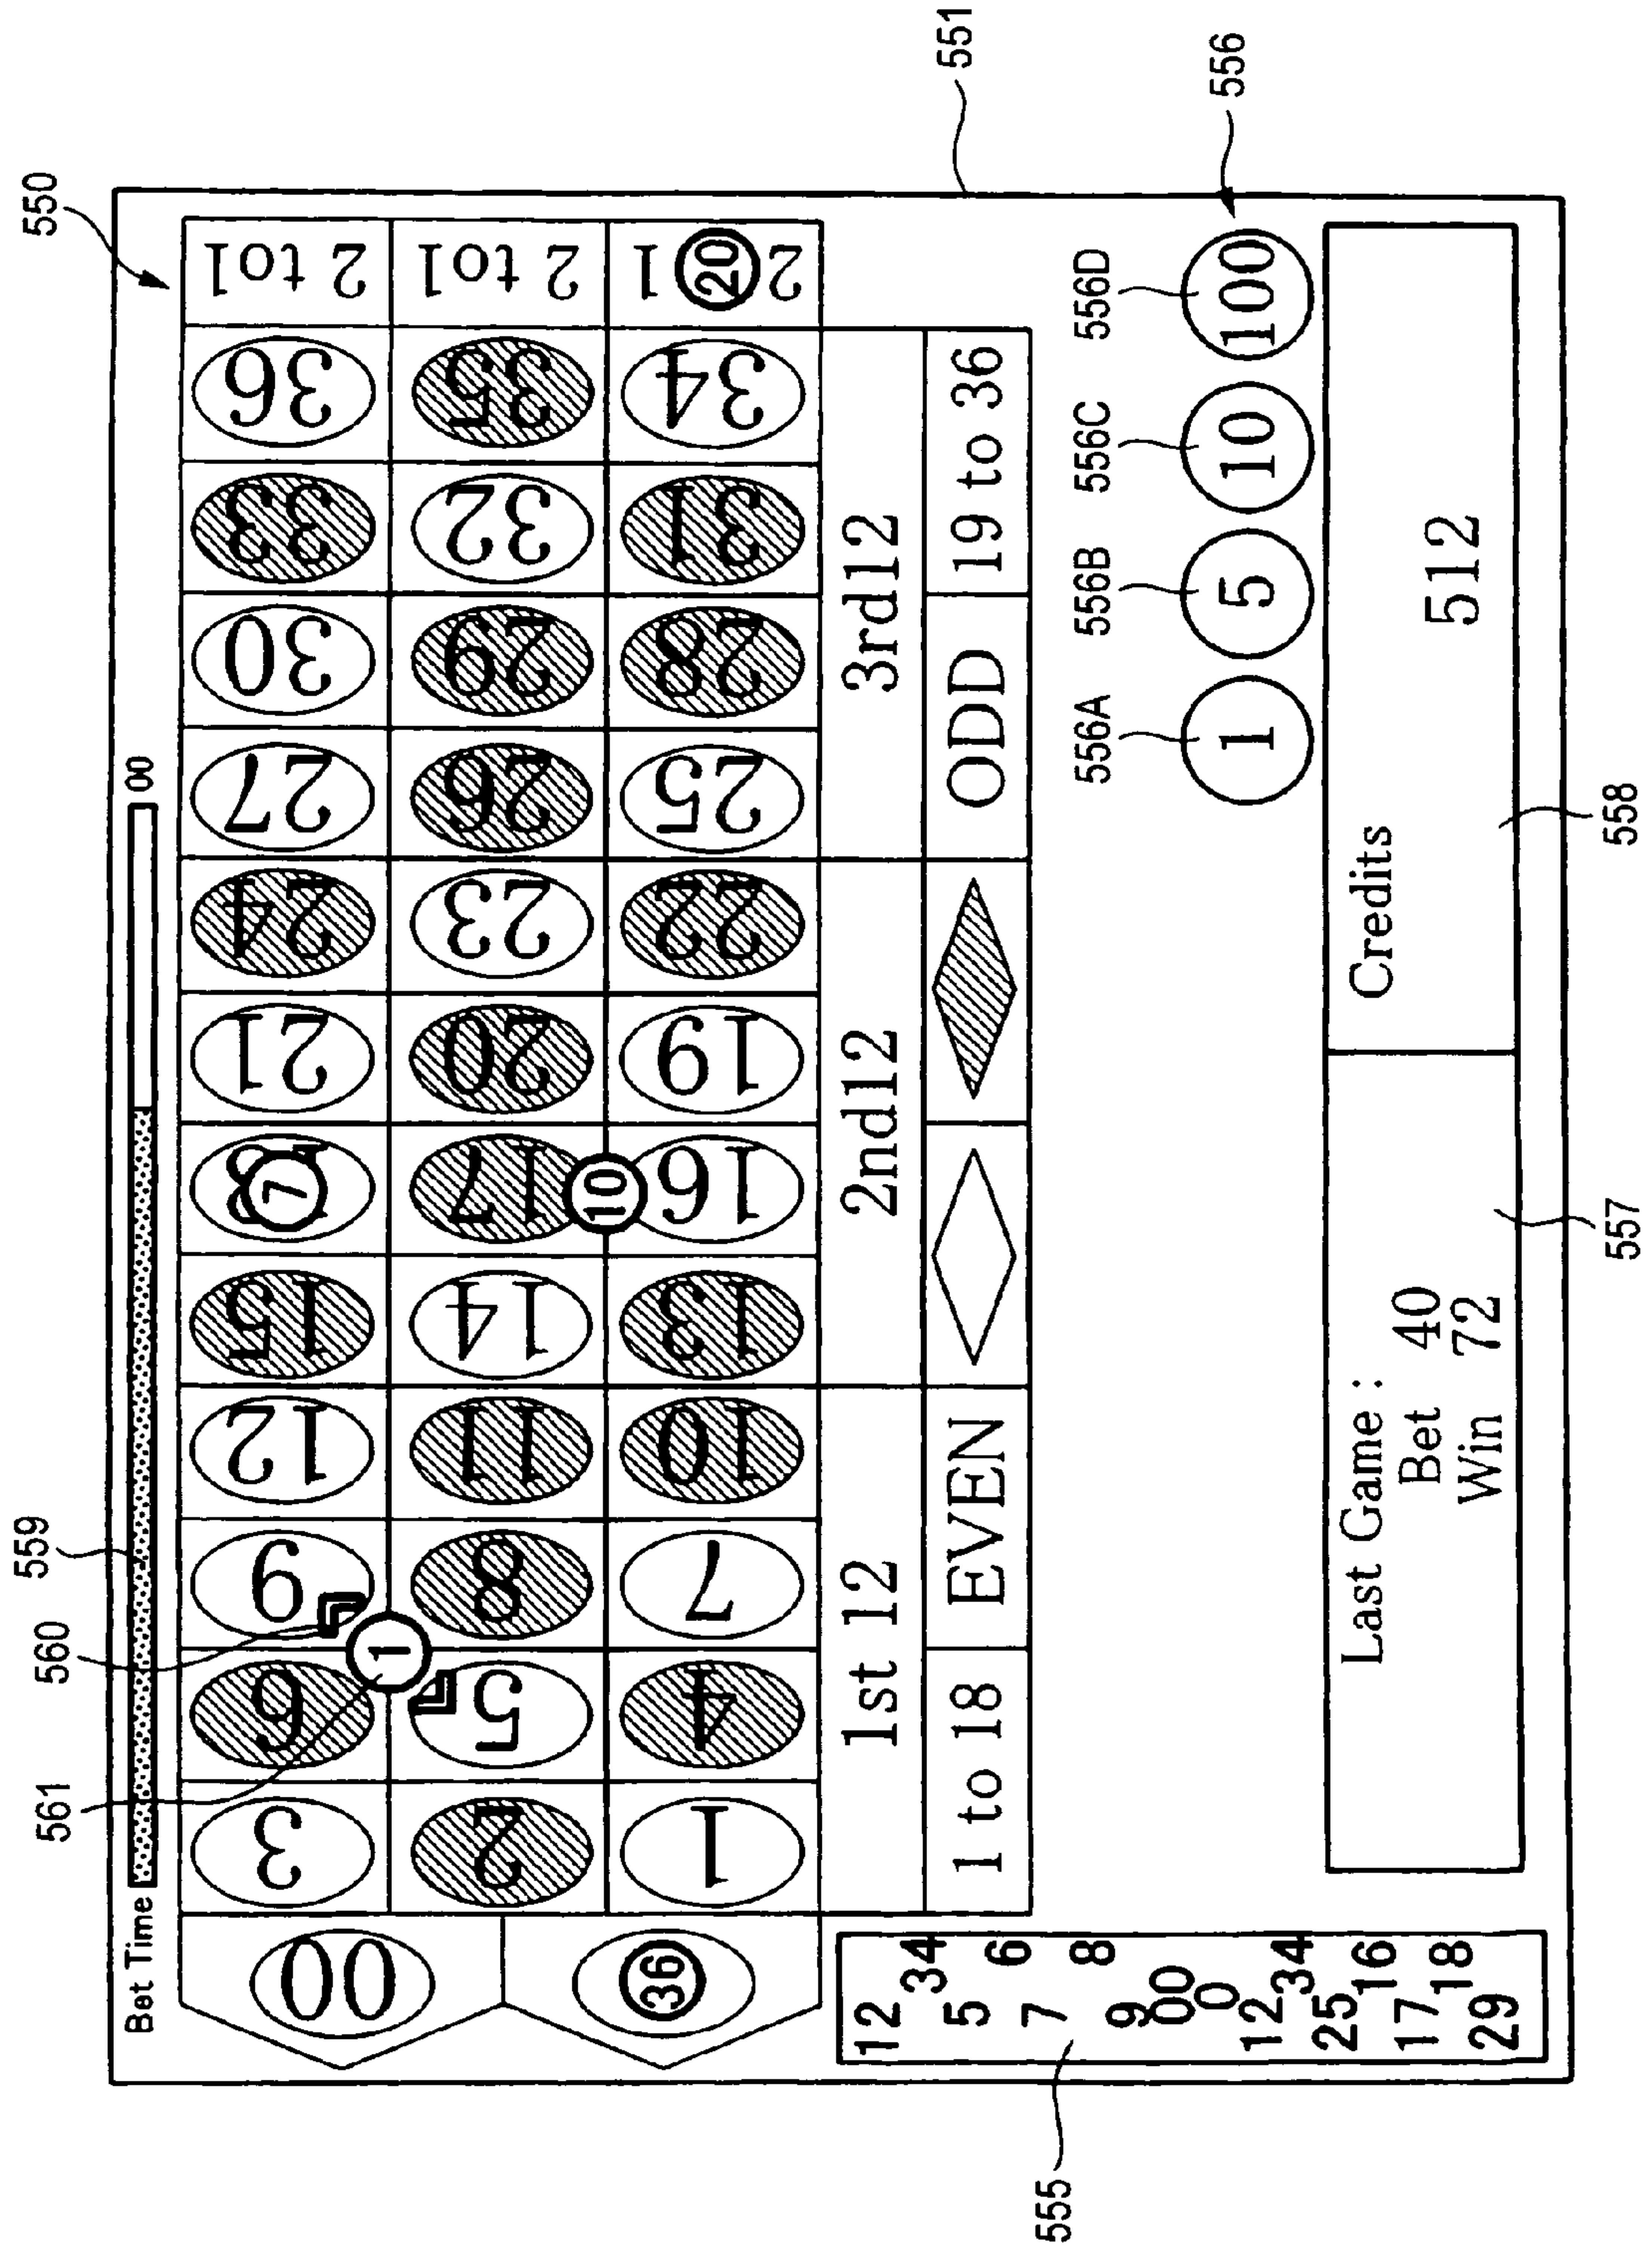 550
551
559
560
561
Bet Time 00
00 3 6 9 12 15 18 21 24 27 30 33 36 2 to1
7
1
2 5 8 11 14 17 20 23 26 29 32 35 2 to1
10
36 1 4 7 10 13 16 19 22 25 28 31 34 2 1
20
1st 12 2nd12 3rd12
1 to 18 EVEN ODD 19 to 36
556A 556B 556C 556D
1 5 10 100
556
12
34
5
6
7
8
9
00
0
12
34
25
16
17
18
29
555
Last Game :
Bet 40
Win 72
Credits
512
557
558